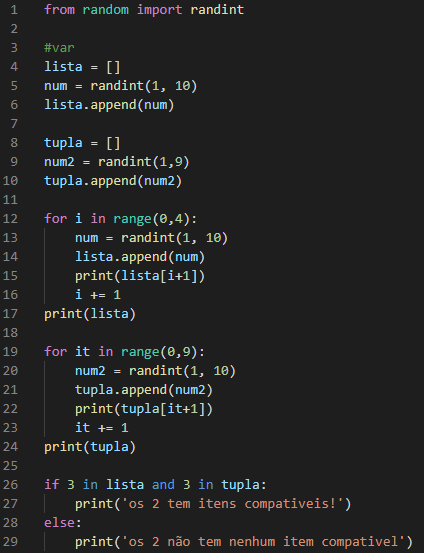 1 from random import randint
2
3 #var
4 lista = []
5 num = randint(1, 10)
6 lista.append(num)
7
8 tupla = []
9 num2 = randint(1,9)
10 tupla.append(num2)
11
12 for i in range(0,4):
13     num = randint(1, 10)
14     lista.append(num)
15     print(lista[i+1])
16     i += 1
17 print(lista)
18
19 for it in range(0,9):
20     num2 = randint(1, 10)
21     tupla.append(num2)
22     print(tupla[it+1])
23     it += 1
24 print(tupla)
25
26 if 3 in lista and 3 in tupla:
27     print('os 2 tem itens compativeis!')
28 else:
29     print('os 2 não tem nenhum item compativel')